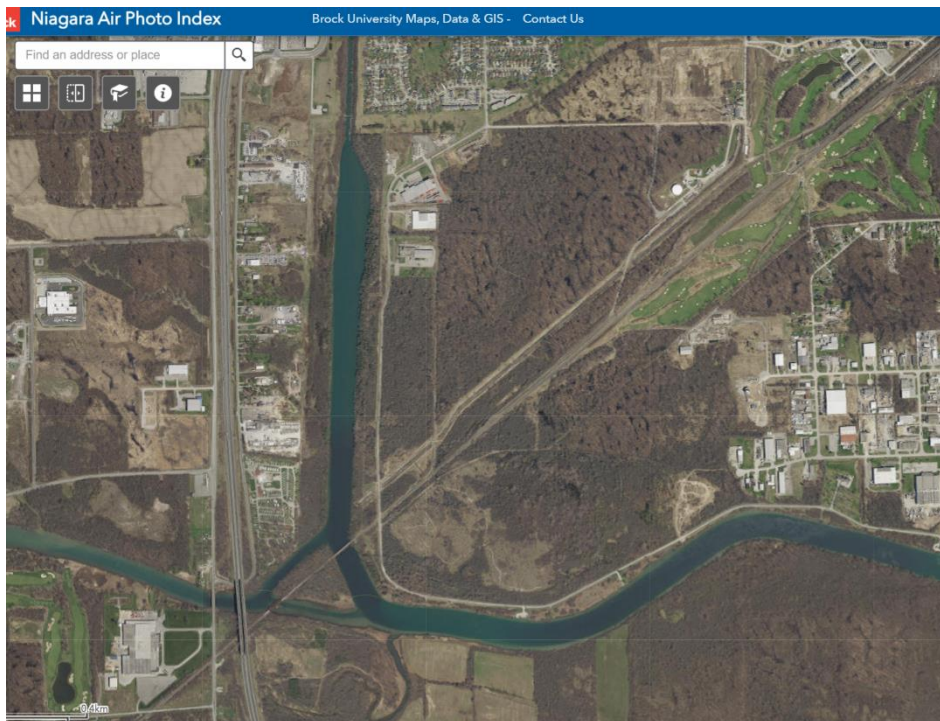 ck Niagara Air Photo Index Brock University Maps, Data & GIS - Contact Us
Find an address or place
0.4km